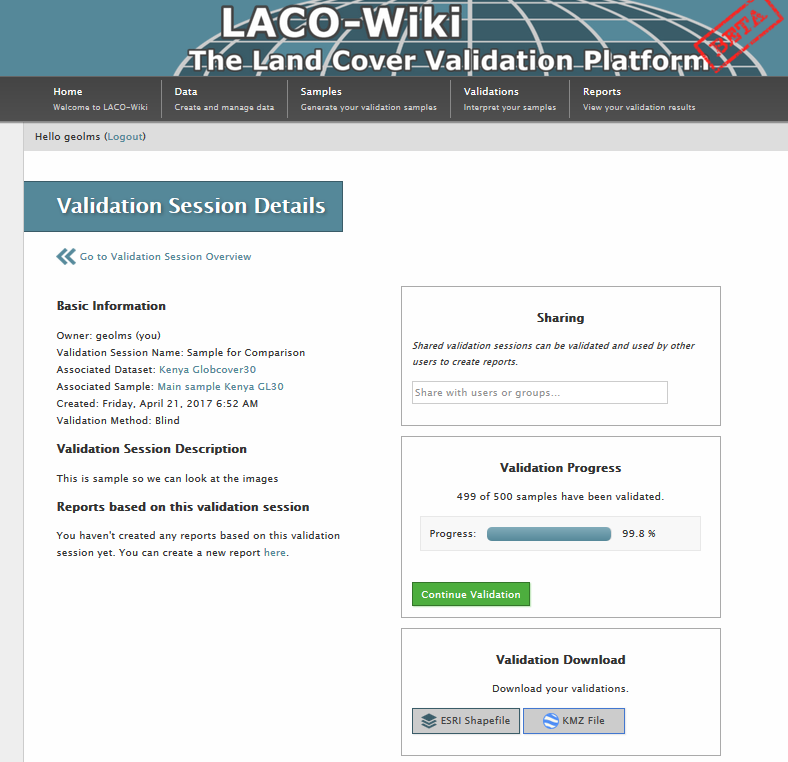 LACO-Wiki
The Land Cover Validation Platform
BETA
Home
Welcome to LACO-Wiki
Data
Create and manage data
Samples
Generate your validation samples
Validations
Interpret your samples
Reports
View your validation results
Hello geolms (Logout)
Validation Session Details
Go to Validation Session Overview
Basic Information
Owner: geolms (you)
Validation Session Name: Sample for Comparison
Associated Dataset: Kenya Globcover30
Associated Sample: Main sample Kenya GL30
Created: Friday, April 21, 2017 6:52 AM
Validation Method: Blind
Validation Session Description
This is sample so we can look at the images
Reports based on this validation session
You haven't created any reports based on this validation
session yet. You can create a new report here.
Sharing
Shared validation sessions can be validated and used by other
users to create reports.
Share with users or groups...
Validation Progress
499 of 500 samples have been validated.
Progress: 99.8 %
Continue Validation
Validation Download
Download your validations.
ESRI Shapefile
KMZ File